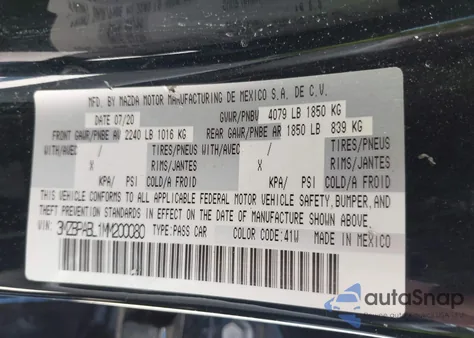 MFD. BY MAZDA MOTOR MANUFACTURING DE MEXICO S.A. DE C.V.
DATE 07/20 GVWR/PNBV 4079 LB 1850 KG
FRONT GAWR/PNBE AV 2240 LB 1016 KG REAR GAWR/PNBE AR 1850 LB 839 KG
WITH/AVEC / TIRES/PNEUS WITH/AVEC / TIRES/PNEUS
X RIMS/JANTES X RIMS/JANTES
PSI COLD/A FROID PSI COLD/A FROID
THIS VEHICLE CONFORMS TO ALL APPLICABLE FEDERAL MOTOR VEHICLE SAFETY, BUMPER, AND
THEFT PREVENTION STANDARDS IN EFFECT ON THE DATE OF MANUFACTURE SHOWN ABOVE.
VIN: 3MZBPABL1MM200080 TYPE:PASS CAR COLOR CODE:41W MADE IN MEXICO
autoSnap